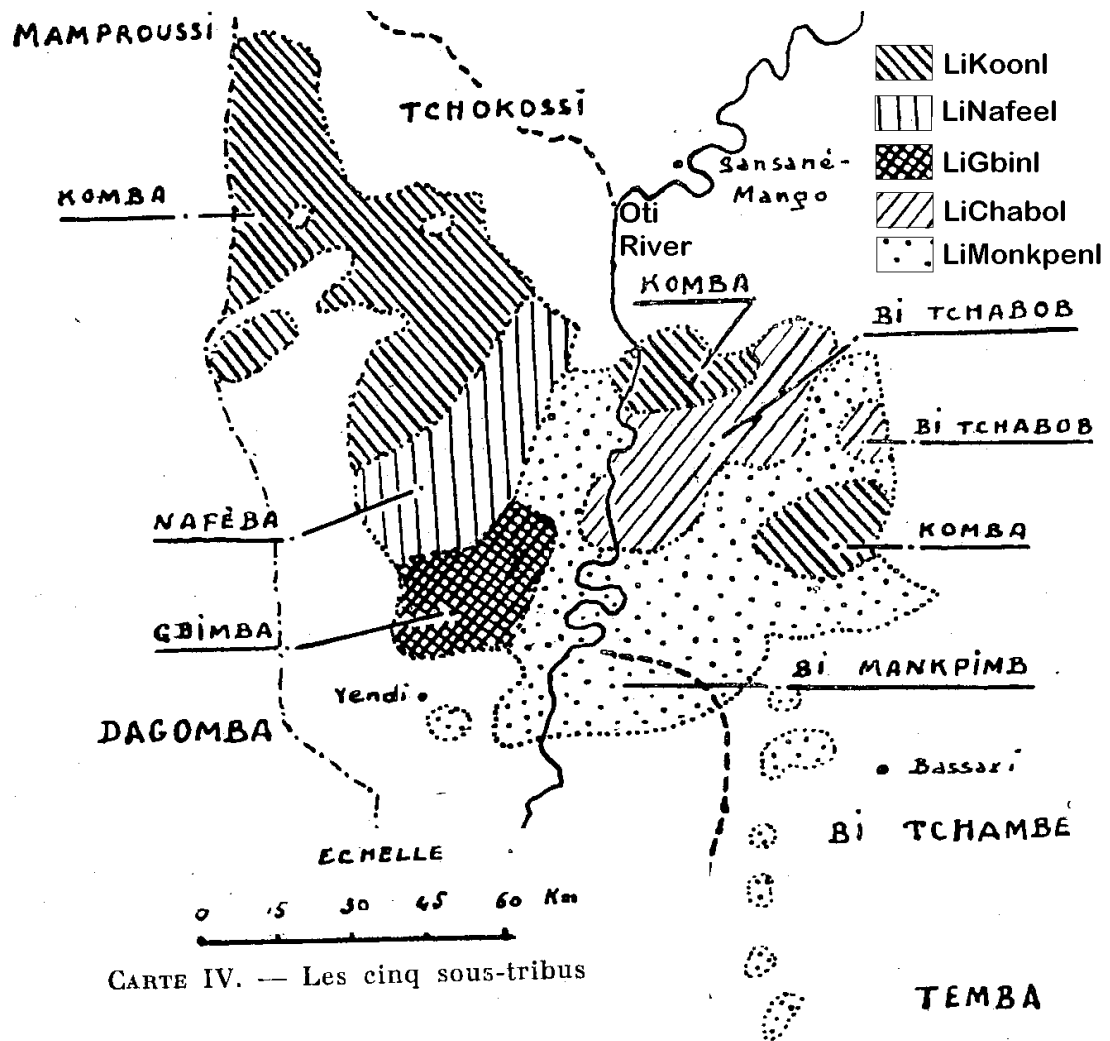 MAMPROUSSI
TCHOKOSSI
LiKoonl
LiNafeel
LiGbinl
LiChabol
LiMonkpenl
Sansané-
Mango
KOMBA
Oti
River
KOMBA
Bi TCHABOB
Bi TCHABOB
NAFÈBA
KOMBA
GBIMBA
Yendi
Bi MANKPIMB
DAGOMBA
Bassari
Bi TCHAMBÉ
ECHELLE
0 15 30 45 60 Km
CARTE IV. — Les cinq sous-tribus
TEMBA